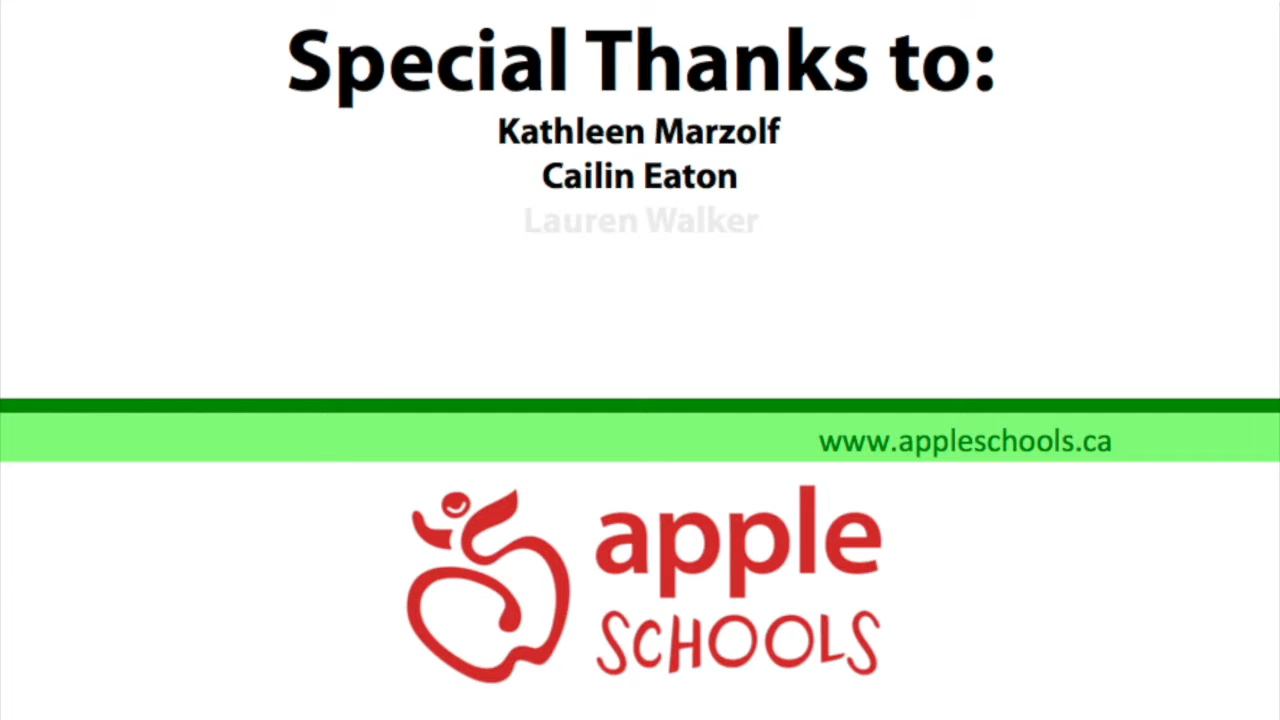 Special Thanks to:
Kathleen Marzolf
Cailin Eaton
Lauren Walker
www.appleschools.ca
apple
SCHOOLS